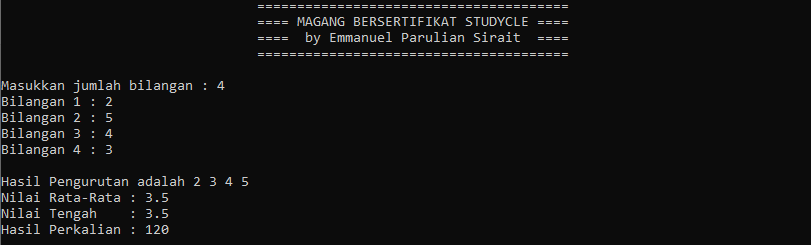 =======================================
==== MAGANG BERSERTIFIKAT STUDYCLE ====
====  by Emmanuel Parulian Sirait  ====
=======================================
Masukkan jumlah bilangan : 4
Bilangan 1 : 2
Bilangan 2 : 5
Bilangan 3 : 4
Bilangan 4 : 3
Hasil Pengurutan adalah 2 3 4 5
Nilai Rata-Rata : 3.5
Nilai Tengah    : 3.5
Hasil Perkalian : 120